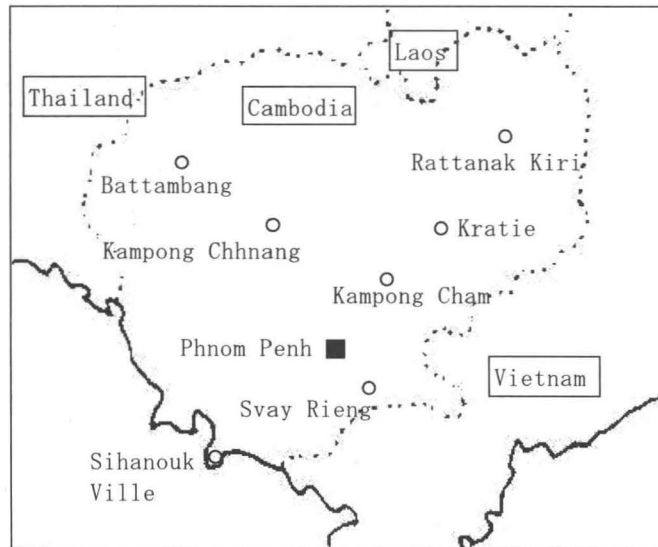 Laos
Thailand
Cambodia
Rattanak Kiri
Battambang
Kratie
Kampong Chhnang
Kampong Cham
Phnom Penh
Vietnam
Svay Rieng
Sihanouk
Ville